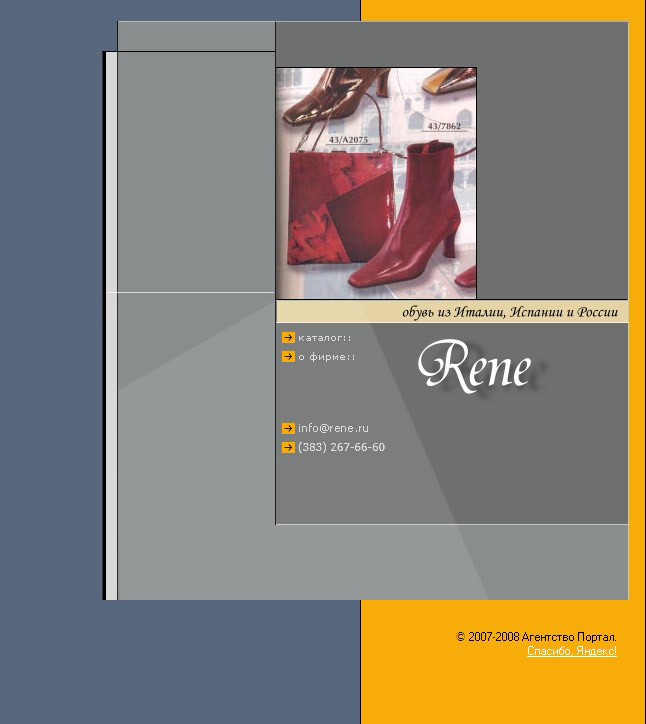 43/7862
43/A2075
обувь из Италии, Испании и России
каталог::
о фирме::
Rene
info@rene.ru
(383) 267-66-60
© 2007-2008 Агентство Портал.
Спасибо, Яндекс!